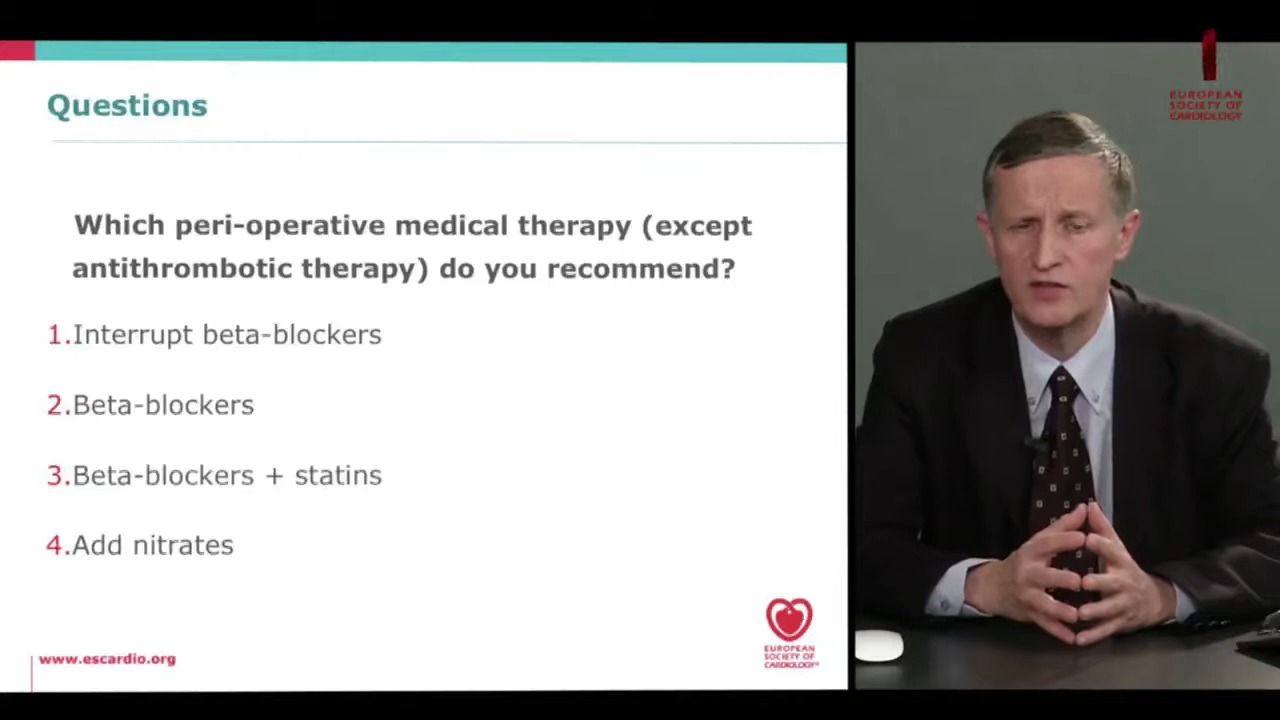 Questions
Which peri-operative medical therapy (except
antithrombotic therapy) do you recommend?
1.Interrupt beta-blockers
2.Beta-blockers
3.Beta-blockers + statins
4.Add nitrates
www.escardio.org
EUROPEAN
SOCIETY OF
CARDIOLOGY®
EUROPEAN
SOCIETY OF
CARDIOLOGY